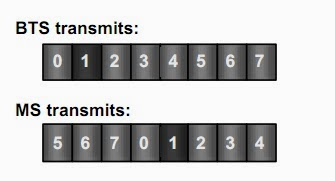 BTS transmits:
0 1 2 3 4 5 6 7
MS transmits:
5 6 7 0 1 2 3 4